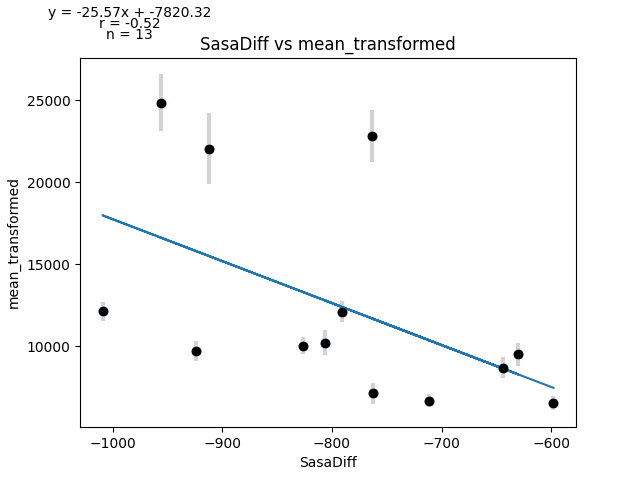 y = -25.57x + -7820.32
r = -0.52
n = 13
SasaDiff vs mean_transformed
25000
20000
15000
10000
mean_transformed
−1000
−900
−800
−700
−600
SasaDiff